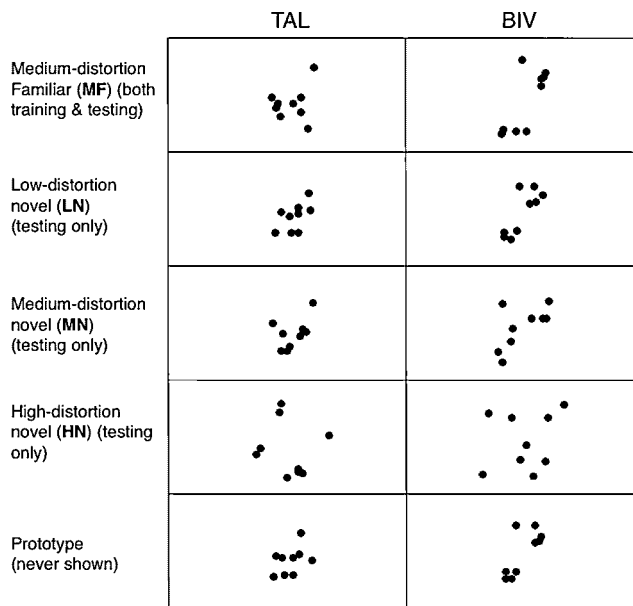 TAL BIV
Medium-distortion
Familiar (MF) (both
training & testing)
Low-distortion
novel (LN)
(testing only)
Medium-distortion
novel (MN)
(testing only)
High-distortion
novel (HN) (testing
only)
Prototype
(never shown)